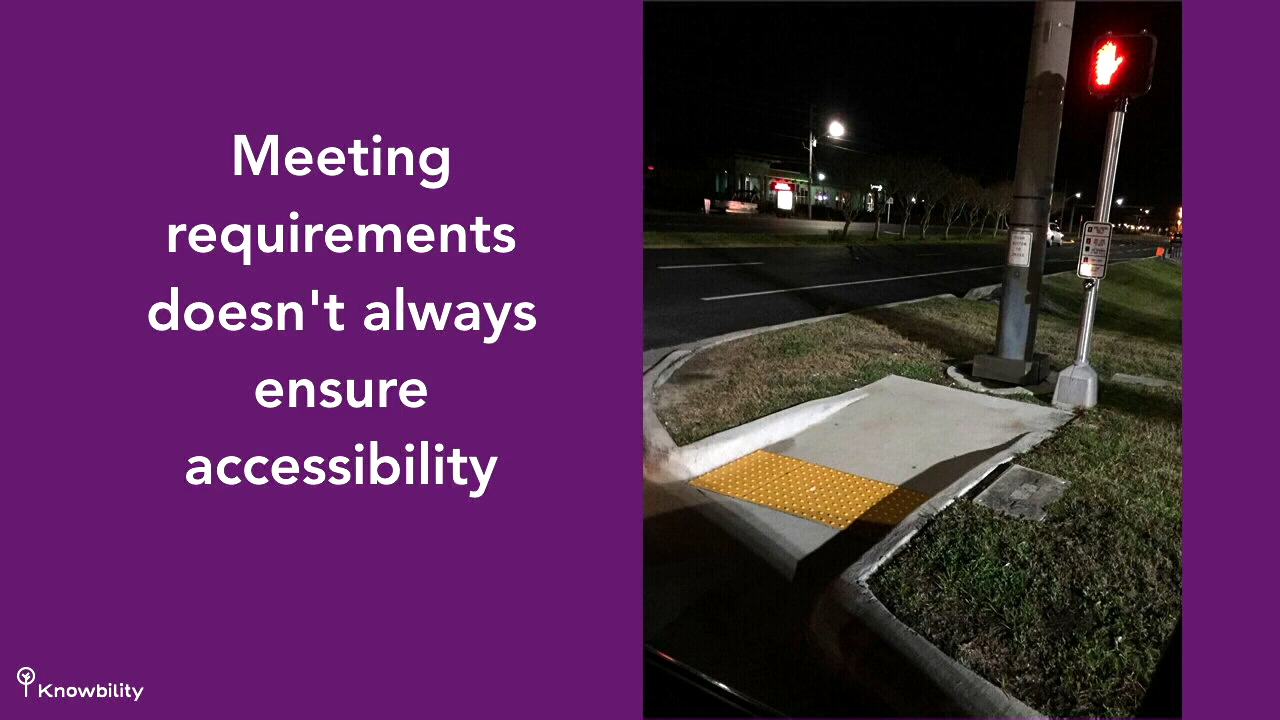 Meeting
requirements
doesn't always
ensure
accessibility
Knowbility